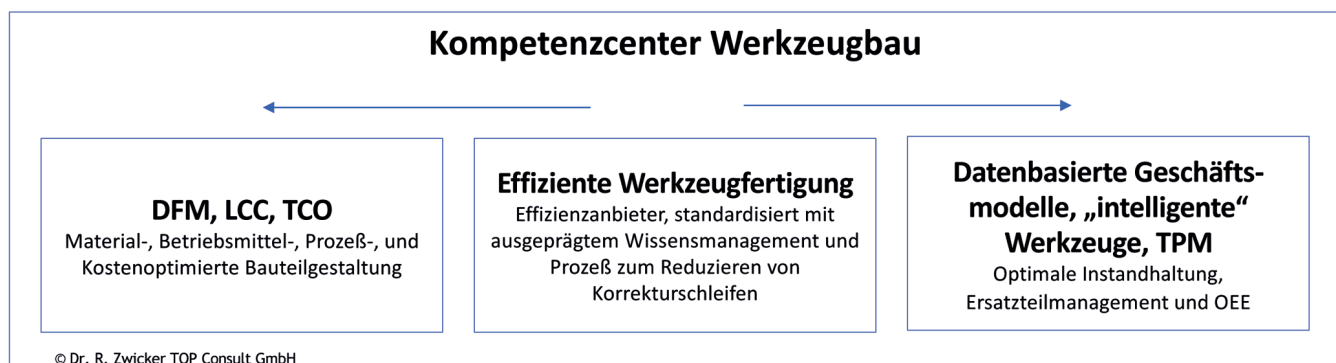 Kompetenzcenter Werkzeugbau
DFM, LCC, TCO
Material-, Betriebsmittel-, Prozeß-, und
Kostenoptimierte Bauteilgestaltung
Effiziente Werkzeugfertigung
Effizienzanbieter, standardisiert mit
ausgeprägtem Wissensmanagement und
Prozeß zum Reduzieren von
Korrekturschleifen
Datenbasierte Geschäfts-
modelle, „intelligente“
Werkzeuge, TPM
Optimale Instandhaltung,
Ersatzteilmanagement und OEE
© Dr. R. Zwicker TOP Consult GmbH